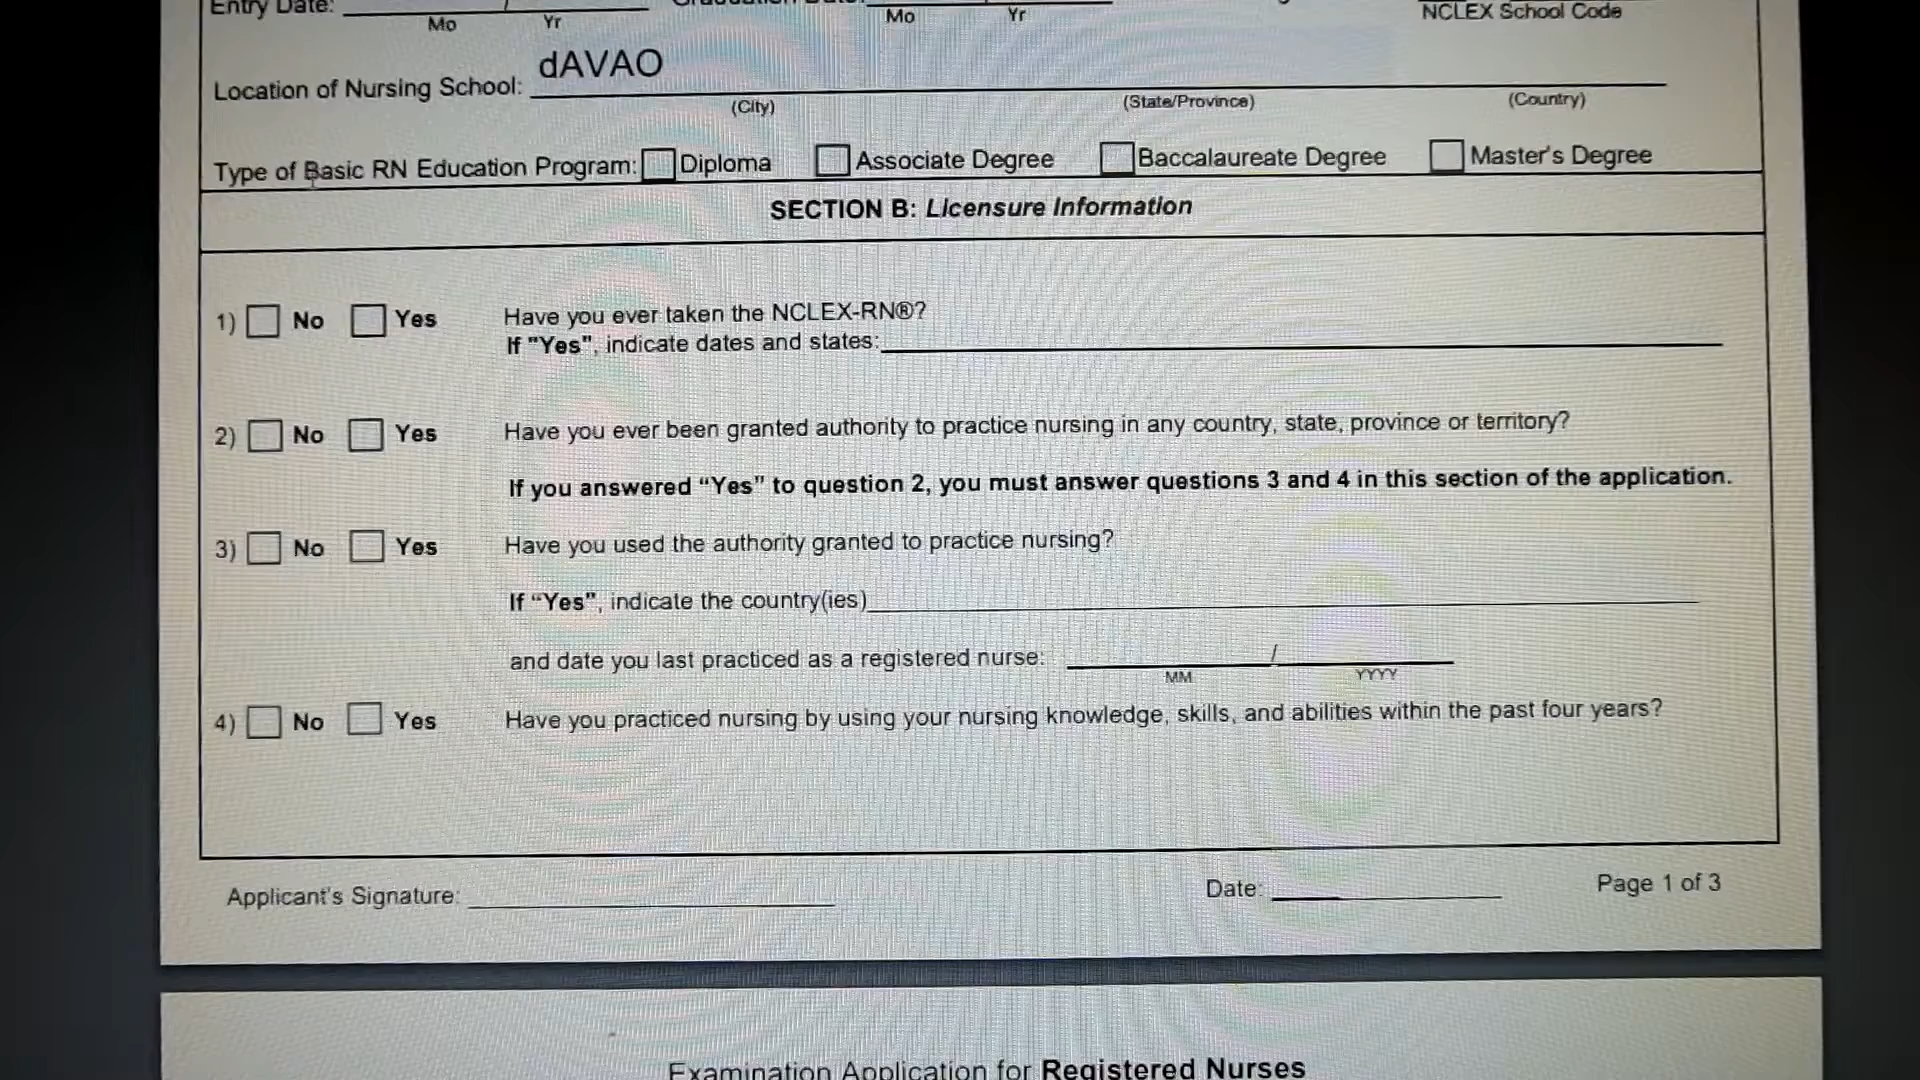 Entry Date: /
Mo Yr Mo Yr NCLEX School Code
Location of Nursing School: dAVAO
(City) (State/Province) (Country)
Type of Basic RN Education Program: Diploma Associate Degree Baccalaureate Degree Master's Degree
SECTION B: Licensure Information
1) No Yes Have you ever taken the NCLEX-RN®?
If "Yes", indicate dates and states:
2) No Yes Have you ever been granted authority to practice nursing in any country, state, province or territory?
If you answered “Yes” to question 2, you must answer questions 3 and 4 in this section of the application.
3) No Yes Have you used the authority granted to practice nursing?
If “Yes”, indicate the country(ies)
and date you last practiced as a registered nurse: /
MM YYYY
4) No Yes Have you practiced nursing by using your nursing knowledge, skills, and abilities within the past four years?
Applicant's Signature: Date: Page 1 of 3
Examination Application for Registered Nurses